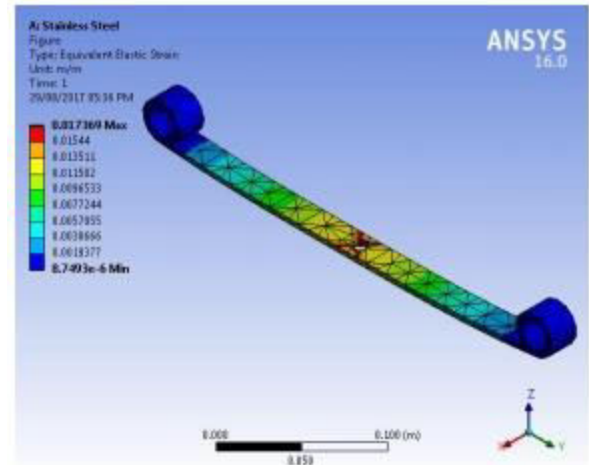 A: Stainless Steel
Figure
Type: Equivalent Elastic Strain
Unit: m/m
Time: 1
29/08/2017 05:36 PM
ANSYS
16.0
0.017369 Max
0.01544
0.013511
0.011582
0.0096533
0.0077244
0.0057955
0.0038666
0.0019377
8.7493e-6 Min
0.000
0.100 (m)
0.050
Z
X
Y